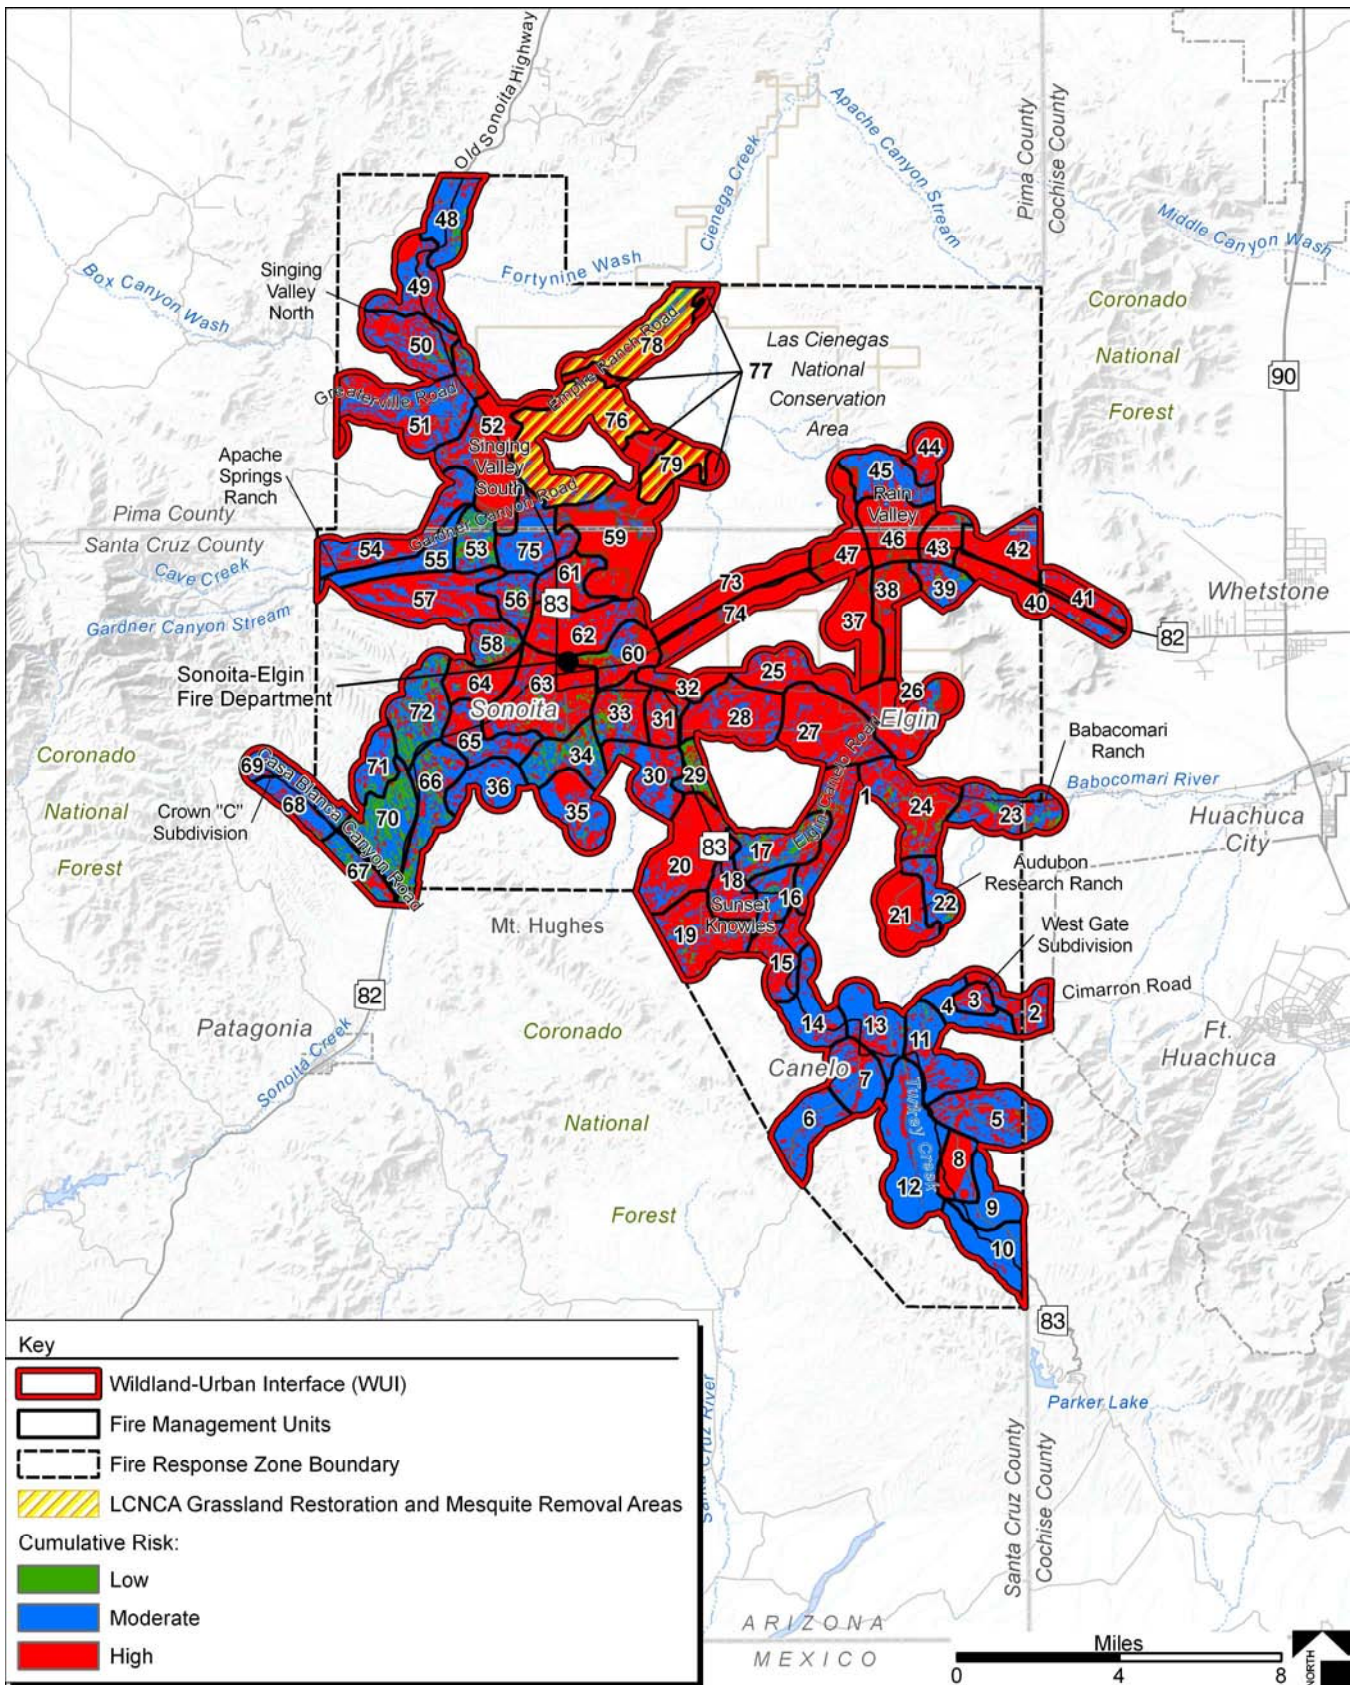 Old Sonoita Highway
Cienega Creek
Apache Canyon Stream
Pima County
Cochise County
Middle Canyon Wash
Box Canyon Wash
Singing
Valley
North
Fortynine Wash
Coronado
National
Forest
90
48
49
50
Empire Ranch Road
78
77
Las Cienegas
National
Conservation
Area
Greaterville Road
51
52
76
79
Singing
Valley
South
44
45
Rain
Valley
Apache
Springs
Ranch
Gardner Canyon Road
Pima County
Santa Cruz County
54
55
53
75
59
46
47
43
42
Cave Creek
57
61
56
83
73
74
38
39
37
40
41
82
Whetstone
Gardner Canyon Stream
58
62
60
Sonoita-Elgin
Fire Department
64
63
Sonoita
32
25
26
Elgin
72
65
33
31
28
27
Babacomari
Ranch
Babocomari River
Coronado
National
Forest
69
Casa Blanca Canyon Road
71
66
36
34
35
30
29
Elgin Canelo Road
1
24
23
Huachuca
City
Crown "C"
Subdivision
68
70
67
83
17
20
18
16
Sunset
Knowles
19
21
22
Audubon
Research Ranch
West Gate
Subdivision
Mt. Hughes
15
82
Patagonia
Sonoita Creek
14
13
4
3
2
Cimarron Road
11
Ft.
Huachuca
Canelo
7
Turkey Creek
5
6
8
12
9
10
Coronado
National
Forest
83
Parker Lake
Santa Cruz River
Santa Cruz County
Cochise County
ARIZONA
MEXICO
Key
Wildland-Urban Interface (WUI)
Fire Management Units
Fire Response Zone Boundary
LCNCA Grassland Restoration and Mesquite Removal Areas
Cumulative Risk:
Low
Moderate
High
Miles
0 4 8
NORTH